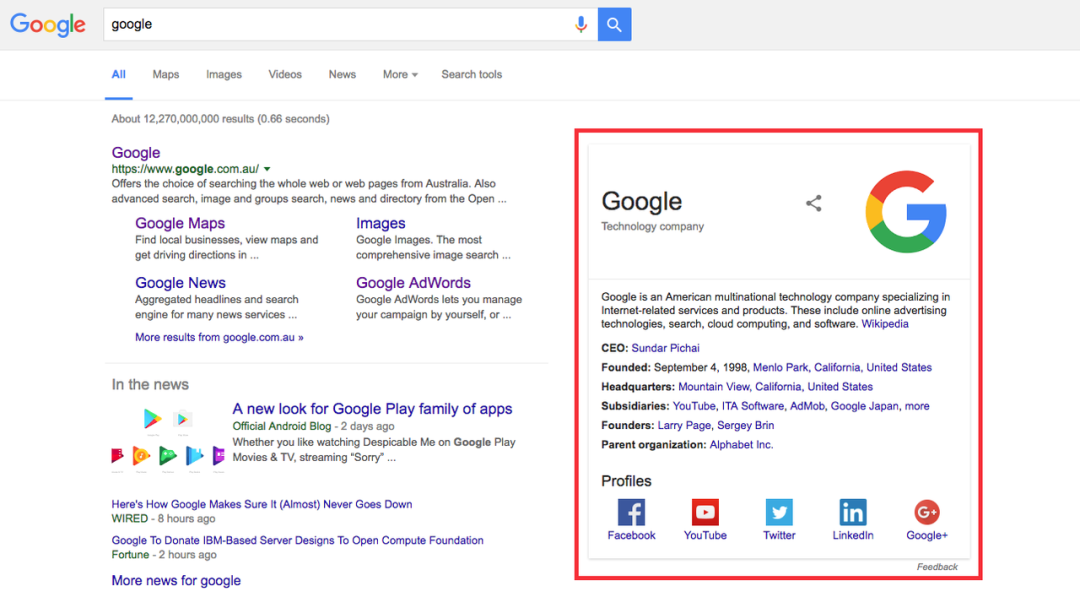 Google
google
All Maps Images Videos News More Search tools
About 12,270,000,000 results (0.66 seconds)
Google
https://www.google.com.au/
Offers the choice of searching the whole web or web pages from Australia. Also
advanced search, image and groups search, news and directory from the Open ...
Google Maps
Find local businesses, view maps and
get driving directions in ...
Images
Google Images. The most
comprehensive image search ...
Google News
Aggregated headlines and search
engine for many news services ...
Google AdWords
Google AdWords lets you manage
your campaign by yourself, or ...
More results from google.com.au »
In the news
A new look for Google Play family of apps
Official Android Blog - 2 days ago
Whether you like watching Despicable Me on Google Play
Movies & TV, streaming “Sorry” ...
Here's How Google Makes Sure It (Almost) Never Goes Down
WIRED - 8 hours ago
Google To Donate IBM-Based Server Designs To Open Compute Foundation
Fortune - 2 hours ago
More news for google
Google
Technology company
G
Google is an American multinational technology company specializing in
Internet-related services and products. These include online advertising
technologies, search, cloud computing, and software. Wikipedia
CEO: Sundar Pichai
Founded: September 4, 1998, Menlo Park, California, United States
Headquarters: Mountain View, California, United States
Subsidiaries: YouTube, ITA Software, AdMob, Google Japan, more
Founders: Larry Page, Sergey Brin
Parent organization: Alphabet Inc.
Profiles
f in G+
Facebook YouTube Twitter LinkedIn Google+
Feedback